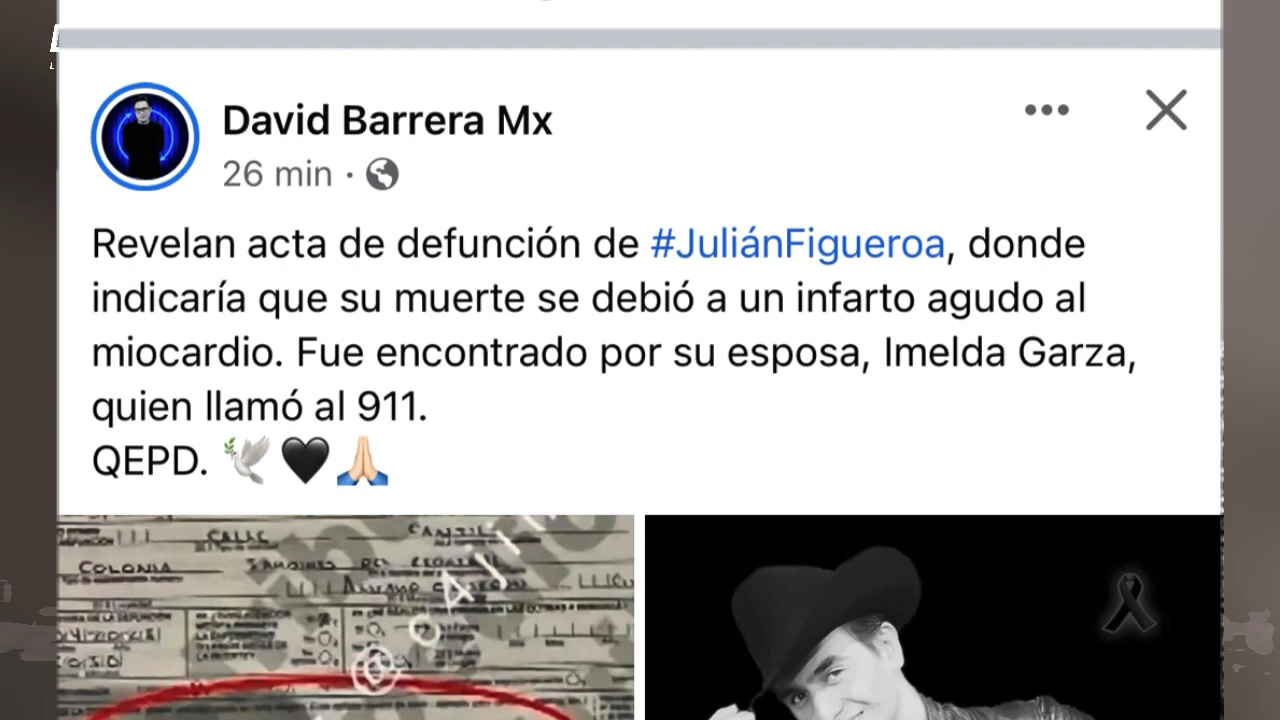 David Barrera Mx
26 min ·
Revelan acta de defunción de #JuliánFigueroa, donde
indicaría que su muerte se debió a un infarto agudo al
miocardio. Fue encontrado por su esposa, Imelda Garza,
quien llamó al 911.
QEPD. 🕊️🖤🙏🏻
CALLE
COLONIA